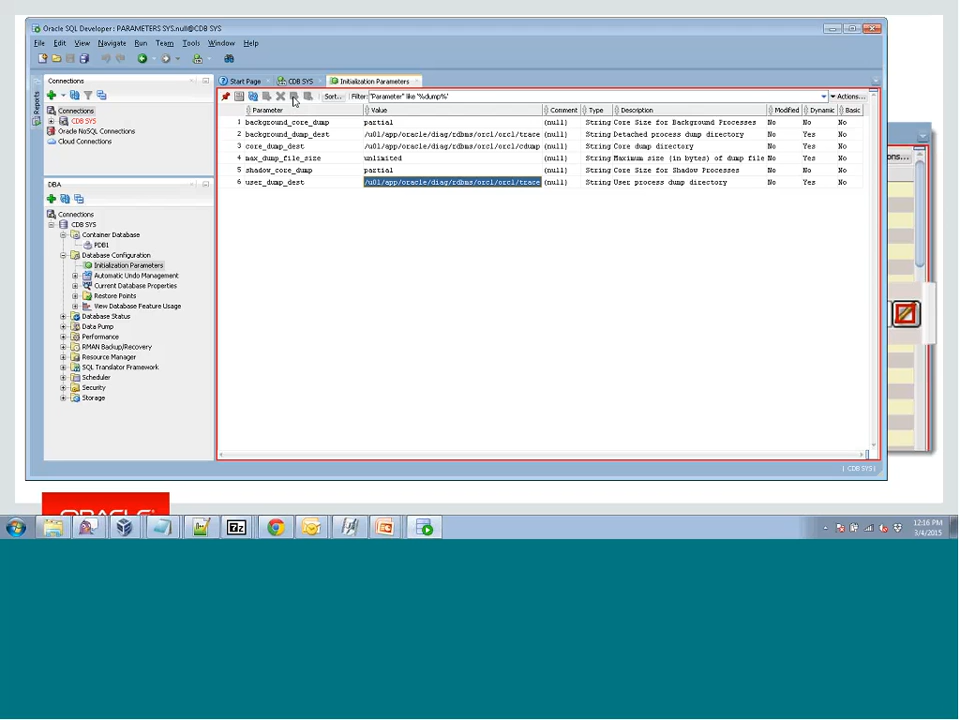 Oracle SQL Developer : PARAMETERS SYS.null@CDB SYS
File Edit View Navigate Run Team Tools Window Help
Connections
Start Page CDB SYS Initialization Parameters
Sort.. Filter: "Parameter" like '%dump%' Actions...
Reports
Connections
CDB SYS
Oracle NoSQL Connections
Cloud Connections
Parameter Value Comment Type Description Modified Dynamic Basic
1 background_core_dump partial (null) String Core Size for Background Processes No No No
2 background_dump_dest /u01/app/oracle/diag/rdbms/orcl/orcl/trace (null) String Detached process dump directory No Yes No
3 core_dump_dest /u01/app/oracle/diag/rdbms/orcl/orcl/cdump (null) String Core dump directory No Yes No
4 max_dump_file_size unlimited (null) String Maximum size (in bytes) of dump file No Yes No
5 shadow_core_dump partial (null) String Core Size for Shadow Processes No No No
6 user_dump_dest /u01/app/oracle/diag/rdbms/orcl/orcl/trace (null) String User process dump directory No Yes No
DBA
Connections
CDB SYS
Container Database
PDB1
Database Configuration
Initialization Parameters
Automatic Undo Management
Current Database Properties
Restore Points
View Database Feature Usage
Database Status
Data Pump
Performance
RMAN Backup/Recovery
Resource Manager
SQL Translator Framework
Scheduler
Security
Storage
CDB SYS
ons...
ORACLE
7z
12:16 PM
3/4/2015